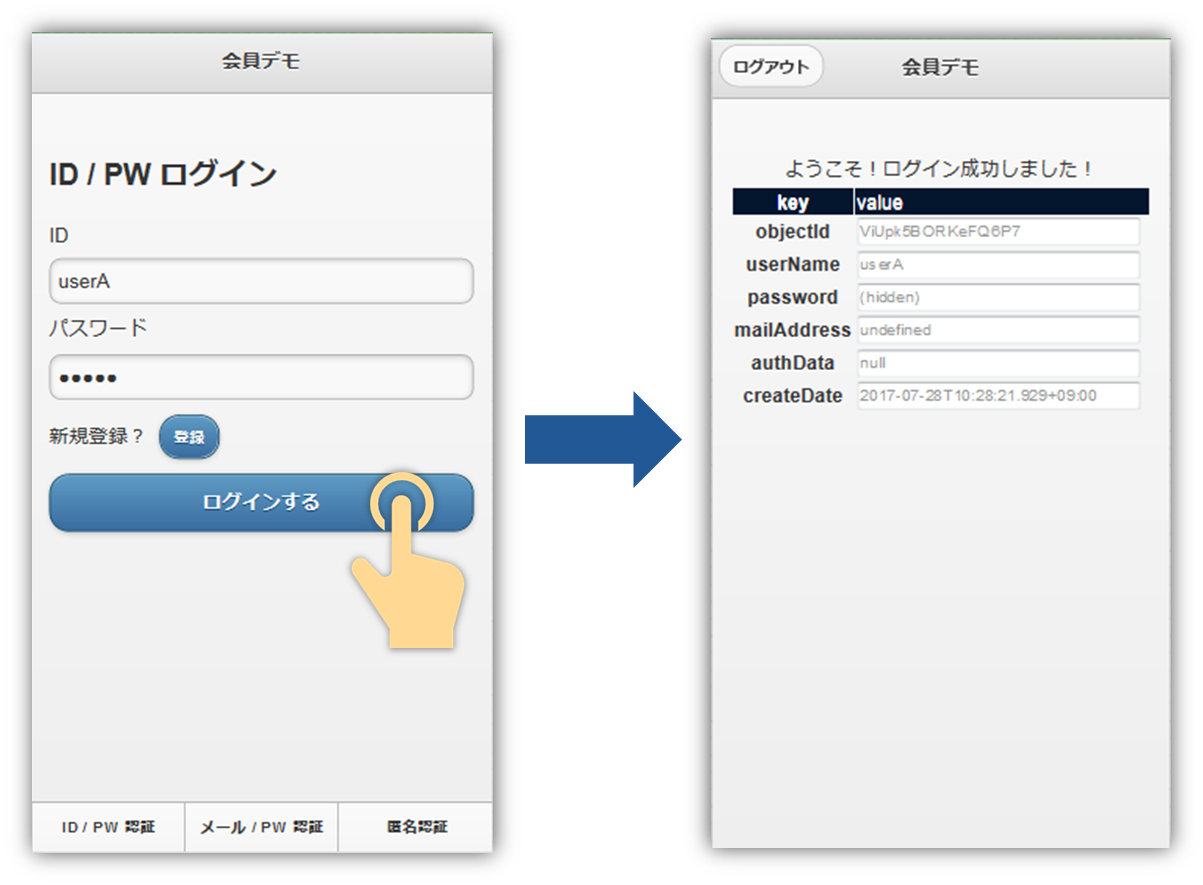 会員デモ
ID / PW ログイン
ID
userA
パスワード
•••••
新規登録？ 登録
ログインする
ID / PW 認証 メール / PW 認証 匿名認証
ログアウト 会員デモ
ようこそ！ログイン成功しました！
key value
objectId ViUpk5BORKeFQ6P7
userName userA
password (hidden)
mailAddress undefined
authData null
createDate 2017-07-28T10:28:21.929+09:00